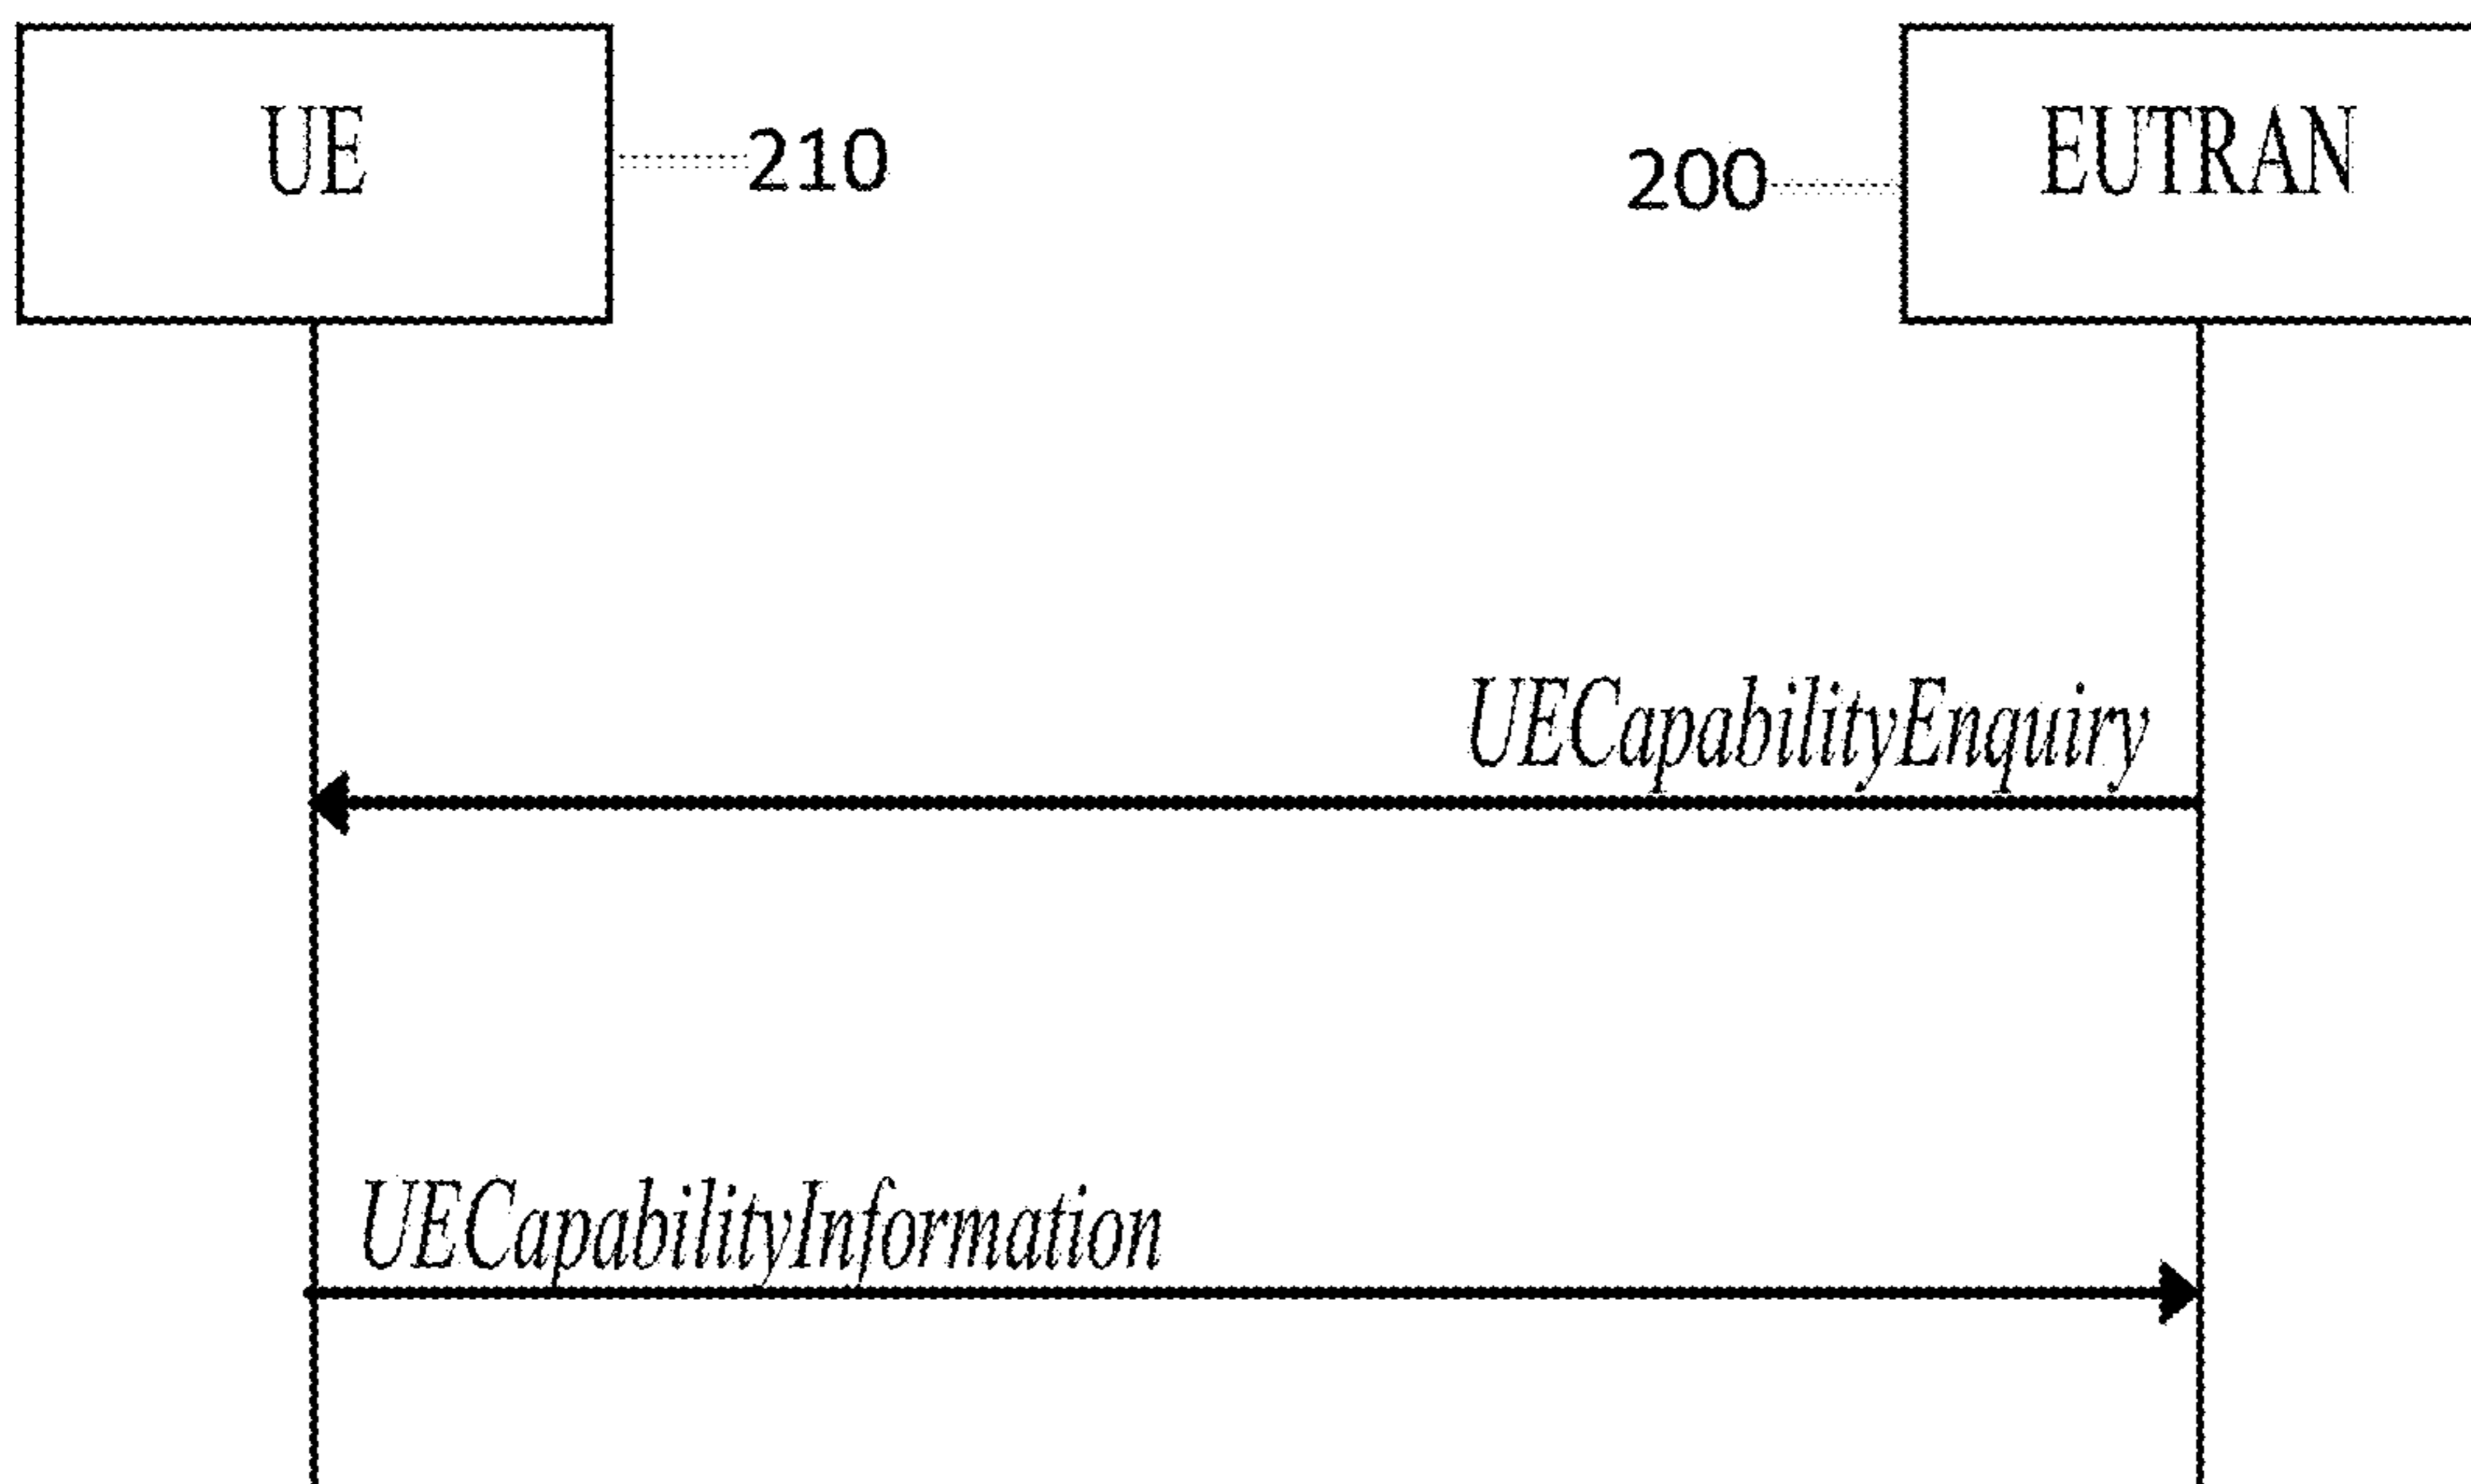 UE
210
200
EUTRAN
UECapabilityEnquiry
UECapabilityInformation